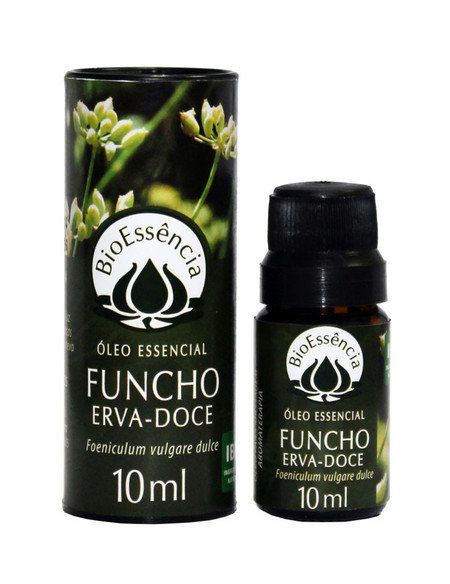 BioEssência
ÓLEO ESSENCIAL
FUNCHO
ERVA-DOCE
Foeniculum vulgare dulce
10ml
BioEssência
ÓLEO ESSENCIAL
FUNCHO
ERVA-DOCE
Foeniculum vulgare dulce
10ml
AROMATERAPIA